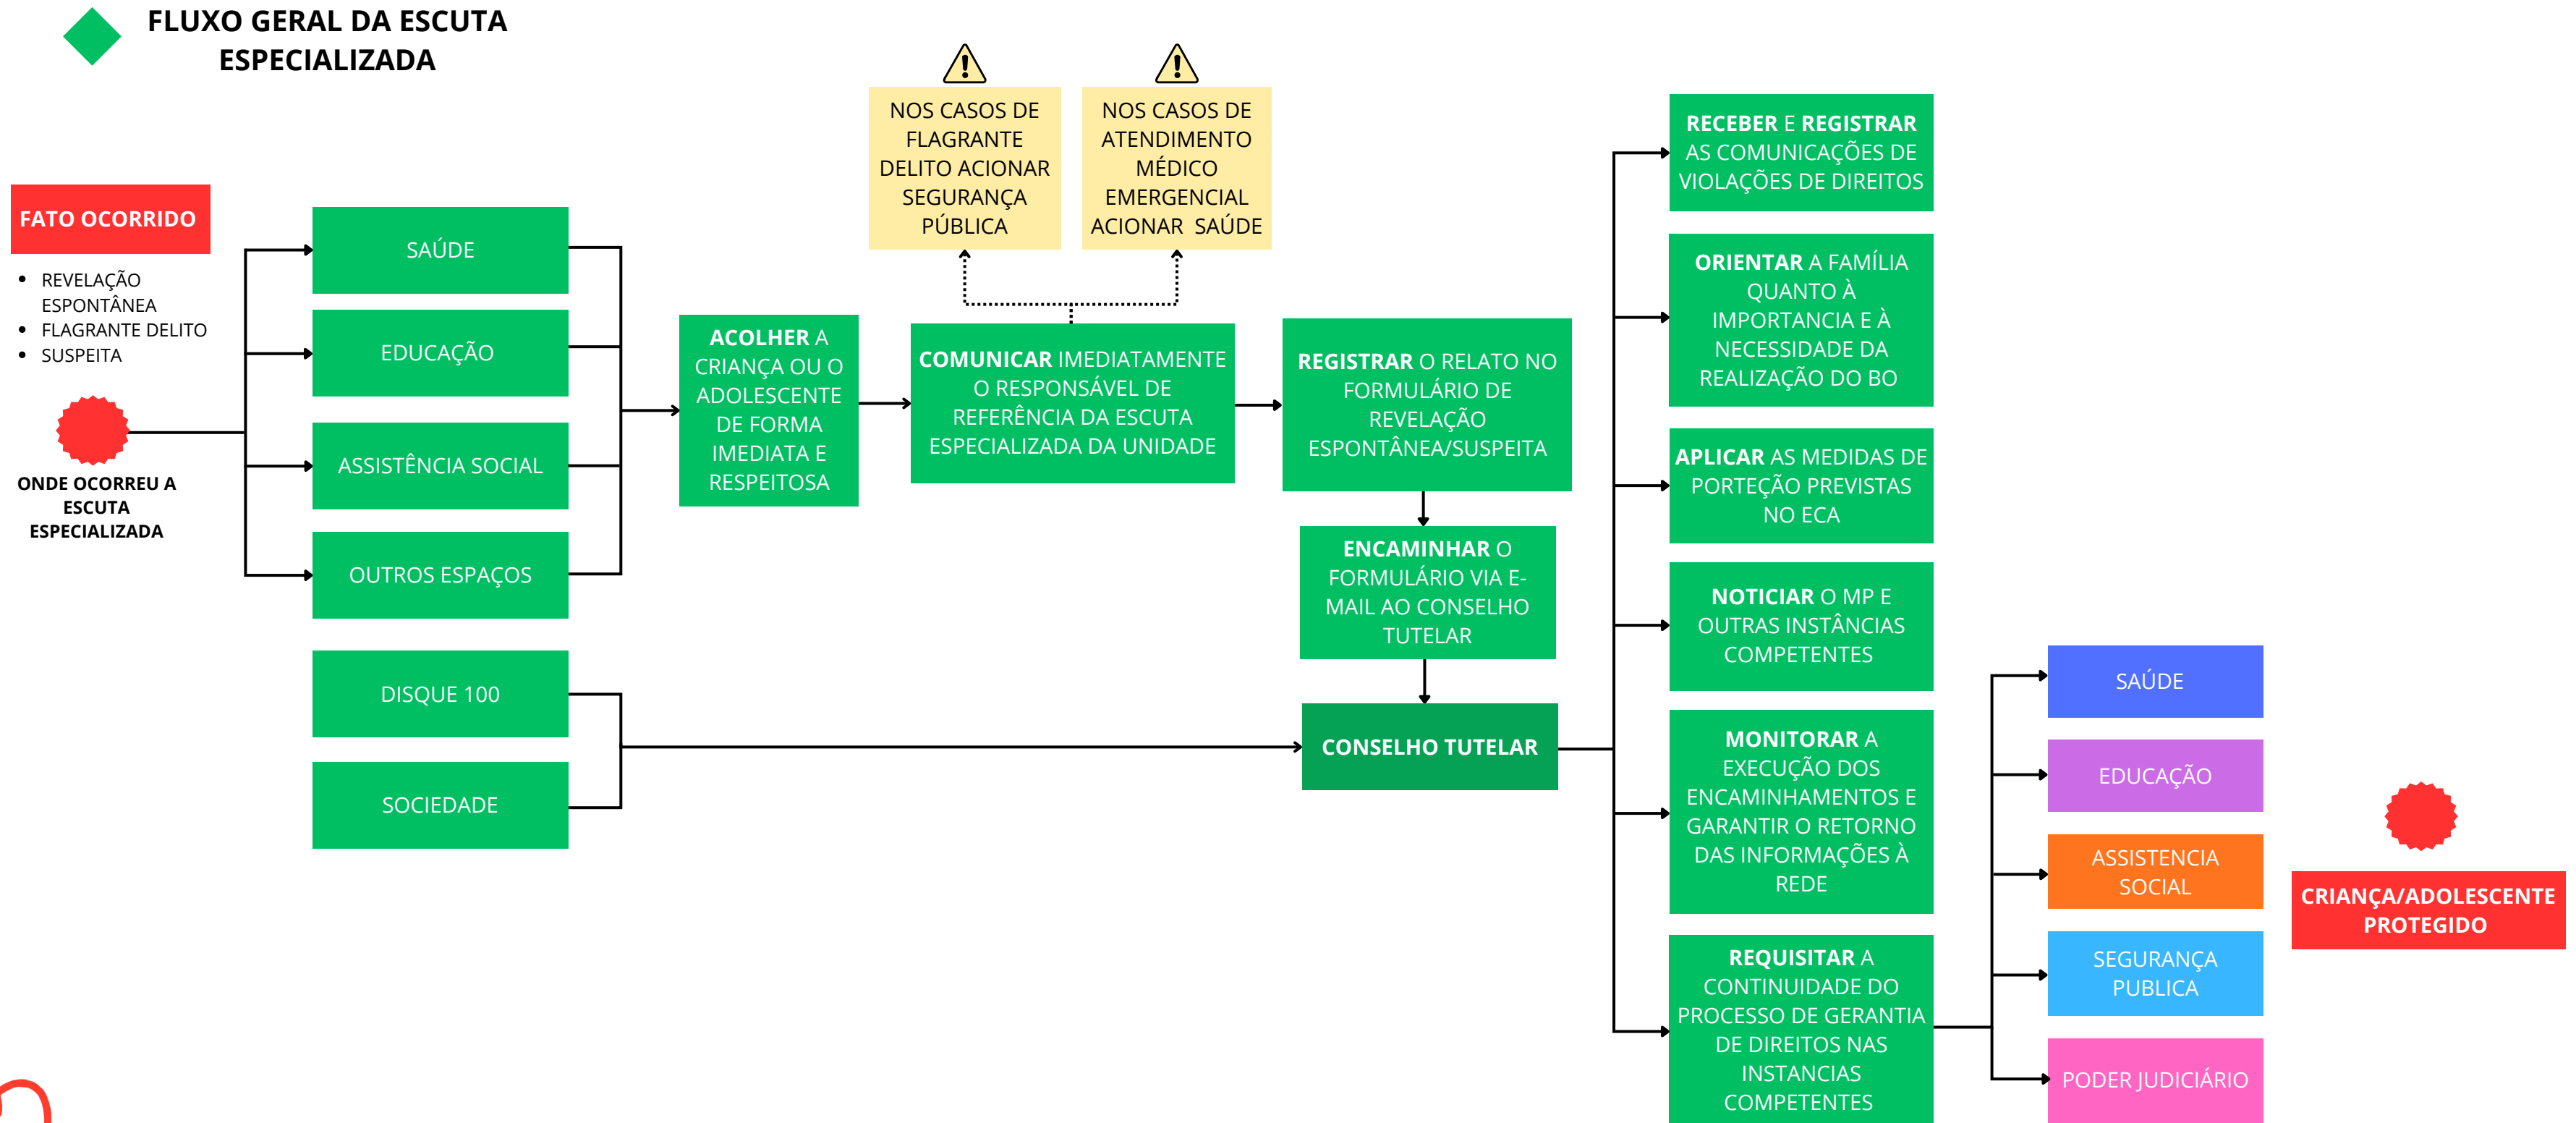 FLUXO GERAL DA ESCUTA
ESPECIALIZADA
FATO OCORRIDO
REVELAÇÃO
ESPONTÂNEA
FLAGRANTE DELITO
SUSPEITA
ONDE OCORREU A
ESCUTA
ESPECIALIZADA
SAÚDE
EDUCAÇÃO
ASSISTÊNCIA SOCIAL
OUTROS ESPAÇOS
DISQUE 100
SOCIEDADE
ACOLHER A
CRIANÇA OU O
ADOLESCENTE
DE FORMA
IMEDIATA E
RESPEITOSA
NOS CASOS DE
FLAGRANTE
DELITO ACIONAR
SEGURANÇA
PÚBLICA
NOS CASOS DE
ATENDIMENTO
MÉDICO
EMERGENCIAL
ACIONAR SAÚDE
COMUNICAR IMEDIATAMENTE
O RESPONSÁVEL DE
REFERÊNCIA DA ESCUTA
ESPECIALIZADA DA UNIDADE
REGISTRAR O RELATO NO
FORMULÁRIO DE
REVELAÇÃO
ESPONTÂNEA/SUSPEITA
ENCAMINHAR O
FORMULÁRIO VIA E-
MAIL AO CONSELHO
TUTELAR
CONSELHO TUTELAR
RECEBER E REGISTRAR
AS COMUNICAÇÕES DE
VIOLAÇÕES DE DIREITOS
ORIENTAR A FAMÍLIA
QUANTO À
IMPORTANCIA E À
NECESSIDADE DA
REALIZAÇÃO DO BO
APLICAR AS MEDIDAS DE
PORTEÇÃO PREVISTAS
NO ECA
NOTICIAR O MP E
OUTRAS INSTÂNCIAS
COMPETENTES
MONITORAR A
EXECUÇÃO DOS
ENCAMINHAMENTOS E
GARANTIR O RETORNO
DAS INFORMAÇÕES À
REDE
REQUISITAR A
CONTINUIDADE DO
PROCESSO DE GERANTIA
DE DIREITOS NAS
INSTANCIAS
COMPETENTES
SAÚDE
EDUCAÇÃO
ASSISTENCIA
SOCIAL
SEGURANÇA
PUBLICA
PODER JUDICIÁRIO
CRIANÇA/ADOLESCENTE
PROTEGIDO